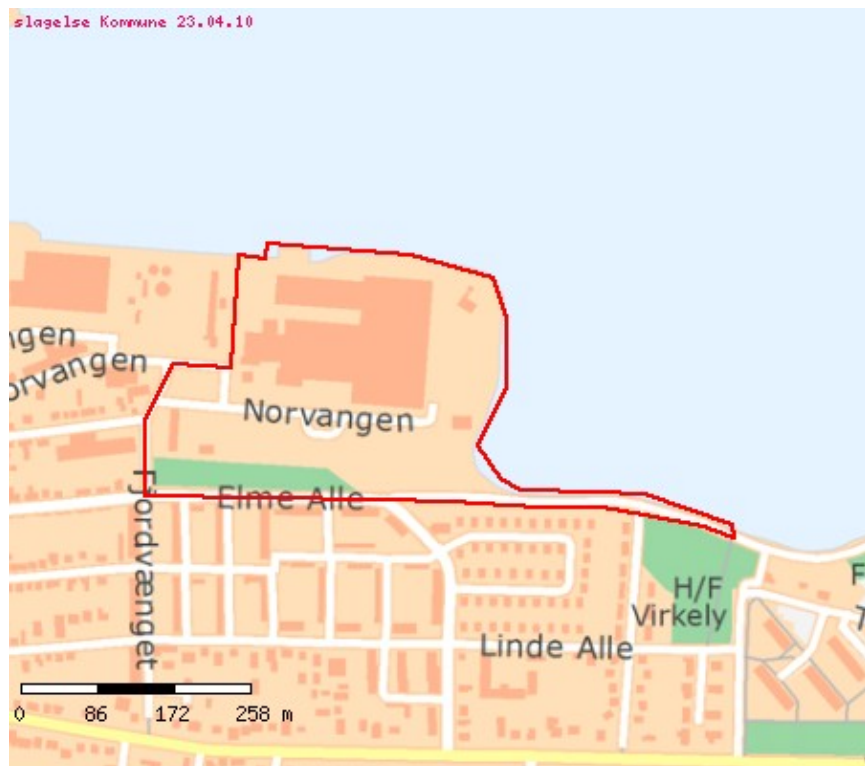 slagelse Kommune 23.04.10
ngen
orvangen
Norvangen
Elme Alle
Fjordvænget
H/F
Virkely
F
Linde Alle
0 86 172 258 m